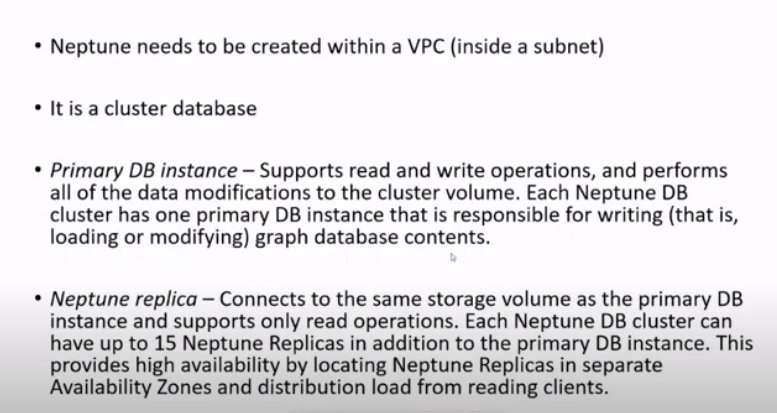 • Neptune needs to be created within a VPC (inside a subnet)
• It is a cluster database
• Primary DB instance – Supports read and write operations, and performs
all of the data modifications to the cluster volume. Each Neptune DB
cluster has one primary DB instance that is responsible for writing (that is,
loading or modifying) graph database contents.
• Neptune replica – Connects to the same storage volume as the primary DB
instance and supports only read operations. Each Neptune DB cluster can
have up to 15 Neptune Replicas in addition to the primary DB instance. This
provides high availability by locating Neptune Replicas in separate
Availability Zones and distribution load from reading clients.